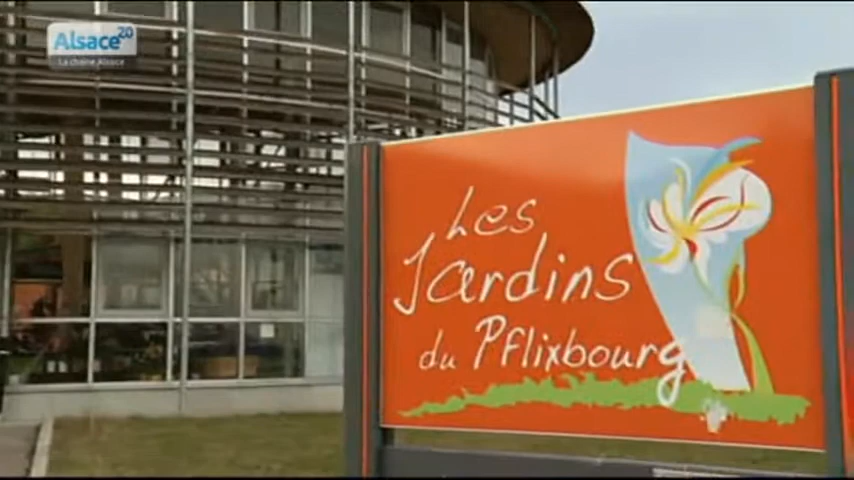 Alsace20
La chaîne Alsace
Les
Jardins
du Pflixbourg